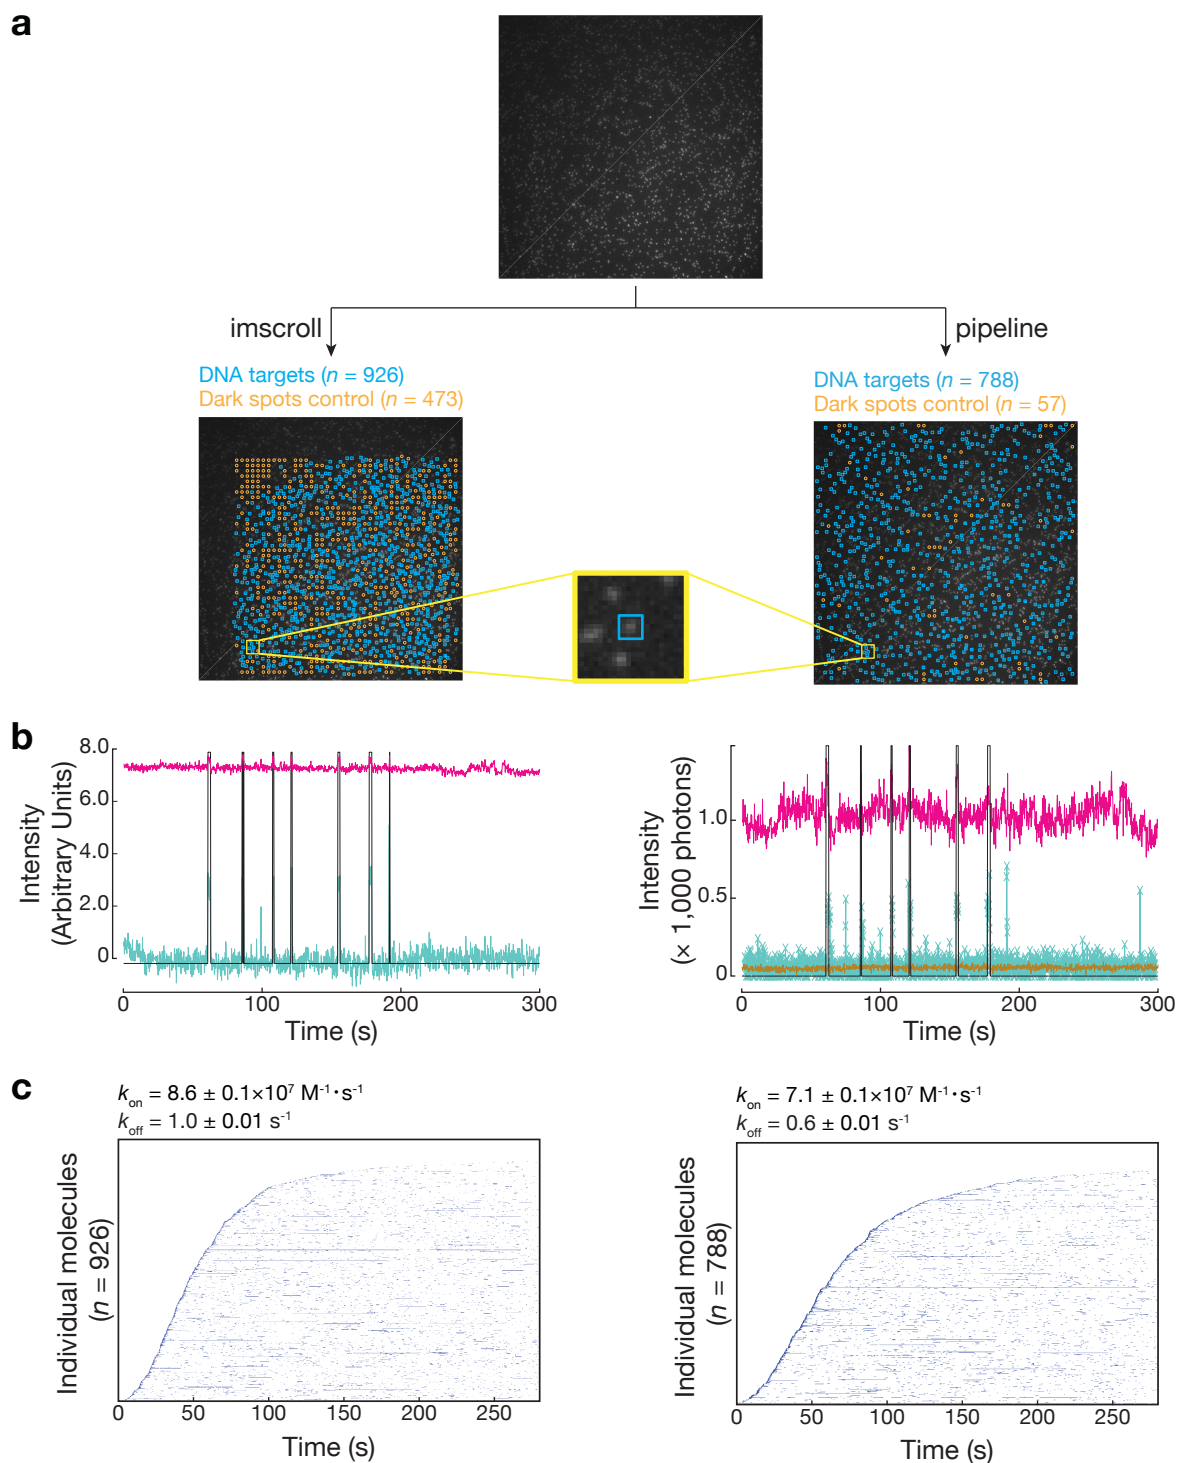 a
imscroll
pipeline
DNA targets (n = 926)
Dark spots control (n = 473)
DNA targets (n = 788)
Dark spots control (n = 57)
b
Intensity
(Arbitrary Units)
8.0
6.0
4.0
2.0
0
0 100 200 300
Time (s)
Intensity
(× 1,000 photons)
1.0
0.5
0
0 100 200 300
Time (s)
c
kon = 8.6 ± 0.1×10⁷ M⁻¹·s⁻¹
koff = 1.0 ± 0.01 s⁻¹
Individual molecules
(n = 926)
0 50 100 150 200 250
Time (s)
kon = 7.1 ± 0.1×10⁷ M⁻¹·s⁻¹
koff = 0.6 ± 0.01 s⁻¹
Individual molecules
(n = 788)
0 50 100 150 200 250
Time (s)